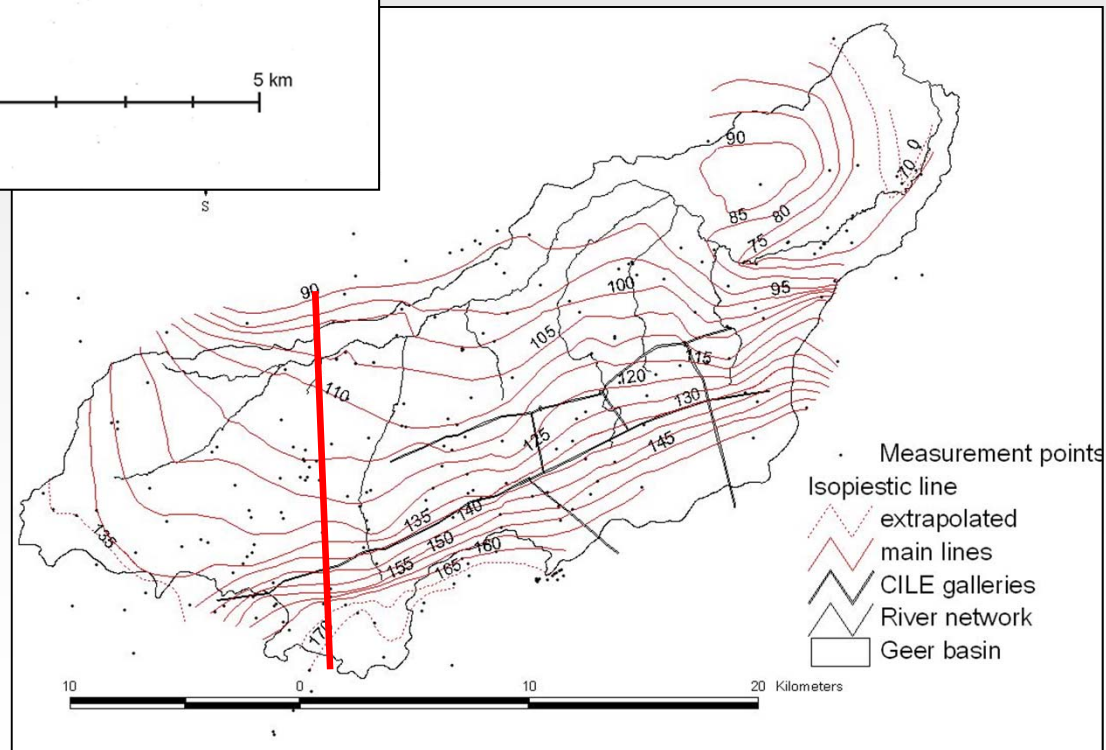 5 km
S
90
85
80
75
70
0
90
95
100
105
110
115
120
125
130
135
145
135
140
150
155
160
165
170
Measurement points
Isopiestic line
extrapolated
main lines
CILE galleries
River network
Geer basin
10
0
10
20 Kilometers